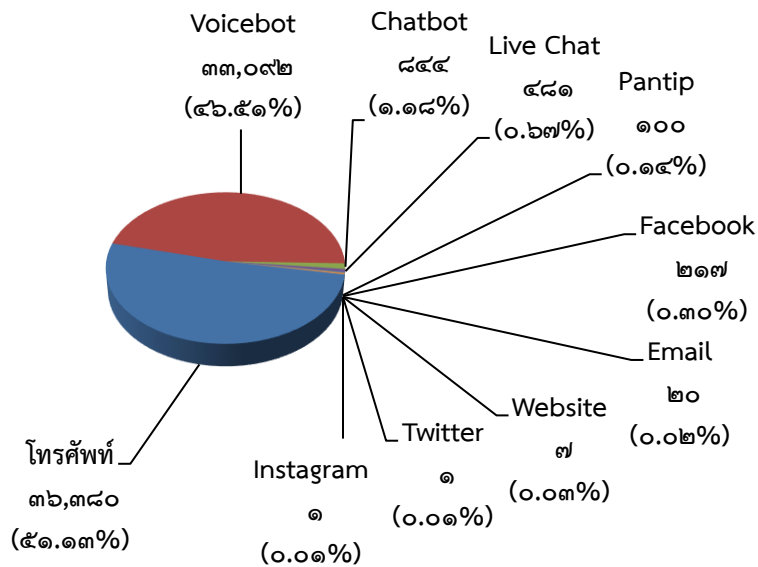 Voicebot
๓๓,๐๙๒
(๔๖.๕๑%)
Chatbot
๘๔๔
(๑.๑๘%)
Live Chat
๔๘๑
(๐.๖๗%)
Pantip
๑๐๐
(๐.๑๔%)
Facebook
๒๑๗
(๐.๓๐%)
Email
๒๐
(๐.๐๒%)
Website
๗
(๐.๐๓%)
Twitter
๑
(๐.๐๑%)
Instagram
๑
(๐.๐๑%)
โทรศัพท์
๓๖,๓๘๐
(๕๑.๑๓%)